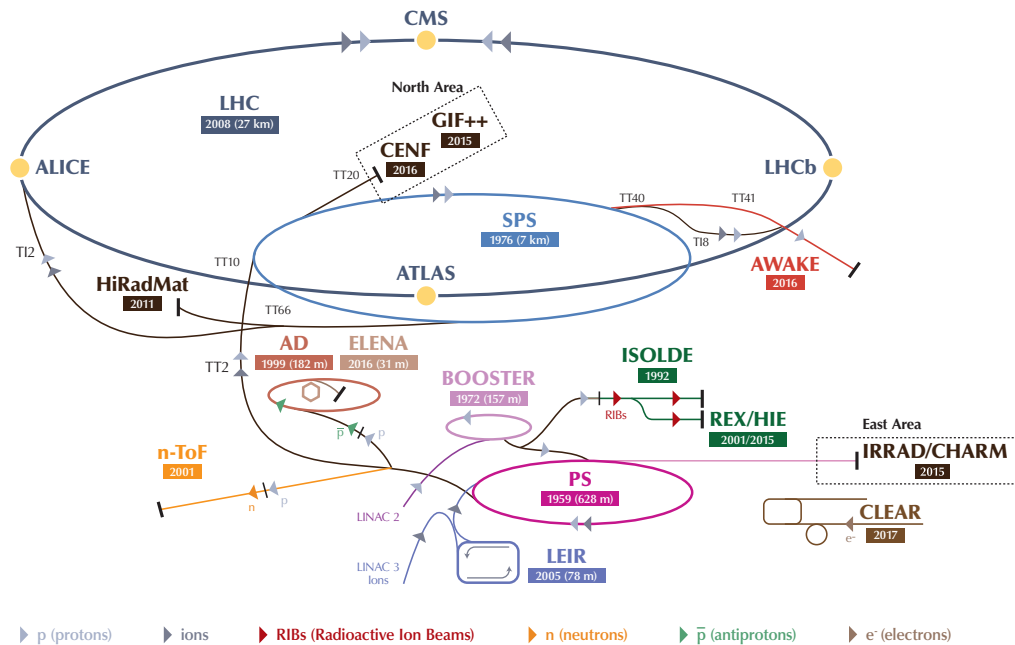 CMS
North Area
LHC
2008 (27 km)
GIF++
2015
CENF
2016
ALICE
LHCb
TT20
TT40
TT41
SPS
1976 (7 km)
TI8
TI2
TT10
ATLAS
AWAKE
2016
HiRadMat
2011
TT66
AD
1999 (182 m)
ELENA
2016 (31 m)
TT2
ISOLDE
1992
BOOSTER
1972 (157 m)
RIBs
REX/HIE
2001/2015
East Area
p̅
p
n-ToF
2001
IRRAD/CHARM
2015
PS
1959 (628 m)
n
p
LINAC 2
CLEAR
2017
e-
LEIR
2005 (78 m)
LINAC 3
Ions
p (protons)
ions
RIBs (Radioactive Ion Beams)
n (neutrons)
p̅ (antiprotons)
e- (electrons)